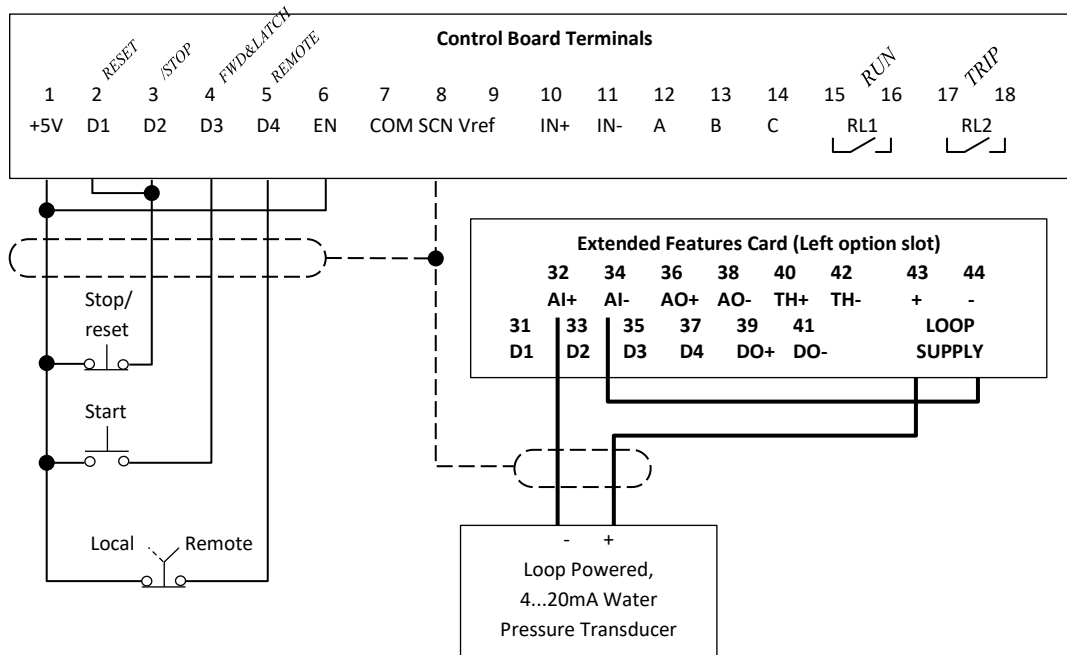 Control Board Terminals
RESET /STOP FWD&LATCH REMOTE RUN TRIP
1 2 3 4 5 6 7 8 9 10 11 12 13 14 15 16 17 18
+5V D1 D2 D3 D4 EN COM SCN Vref IN+ IN- A B C RL1 RL2
Extended Features Card (Left option slot)
32 34 36 38 40 42 43 44
AI+ AI- AO+ AO- TH+ TH- + -
31 33 35 37 39 41 LOOP
D1 D2 D3 D4 DO+ DO- SUPPLY
Stop/
reset
Start
Local Remote
- +
Loop Powered,
4...20mA Water
Pressure Transducer